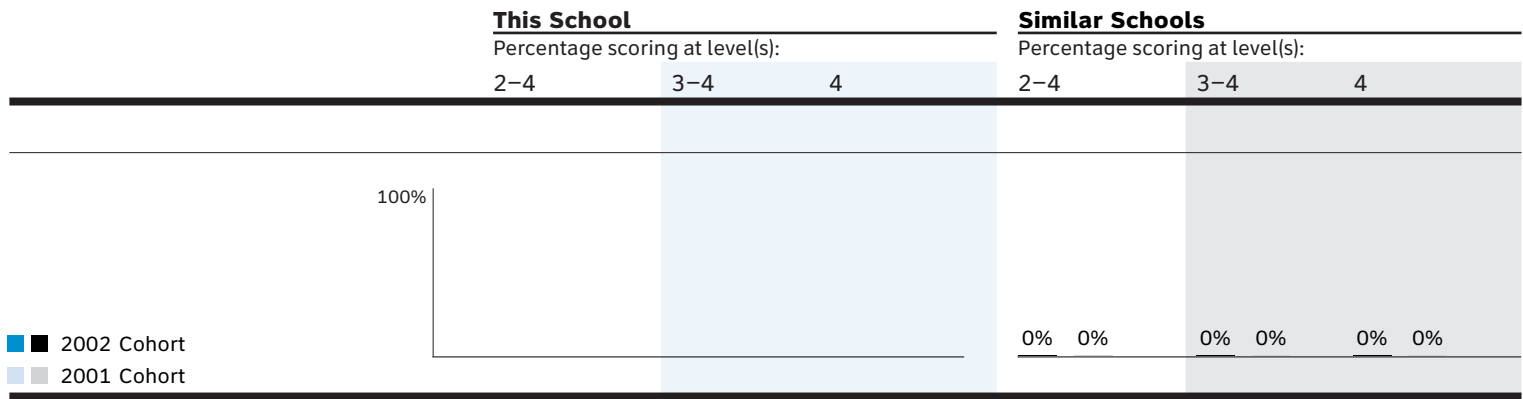 This School Similar Schools
Percentage scoring at level(s): Percentage scoring at level(s):
2–4 3–4 4 2–4 3–4 4
100%
0% 0% 0% 0% 0% 0%
2002 Cohort
2001 Cohort